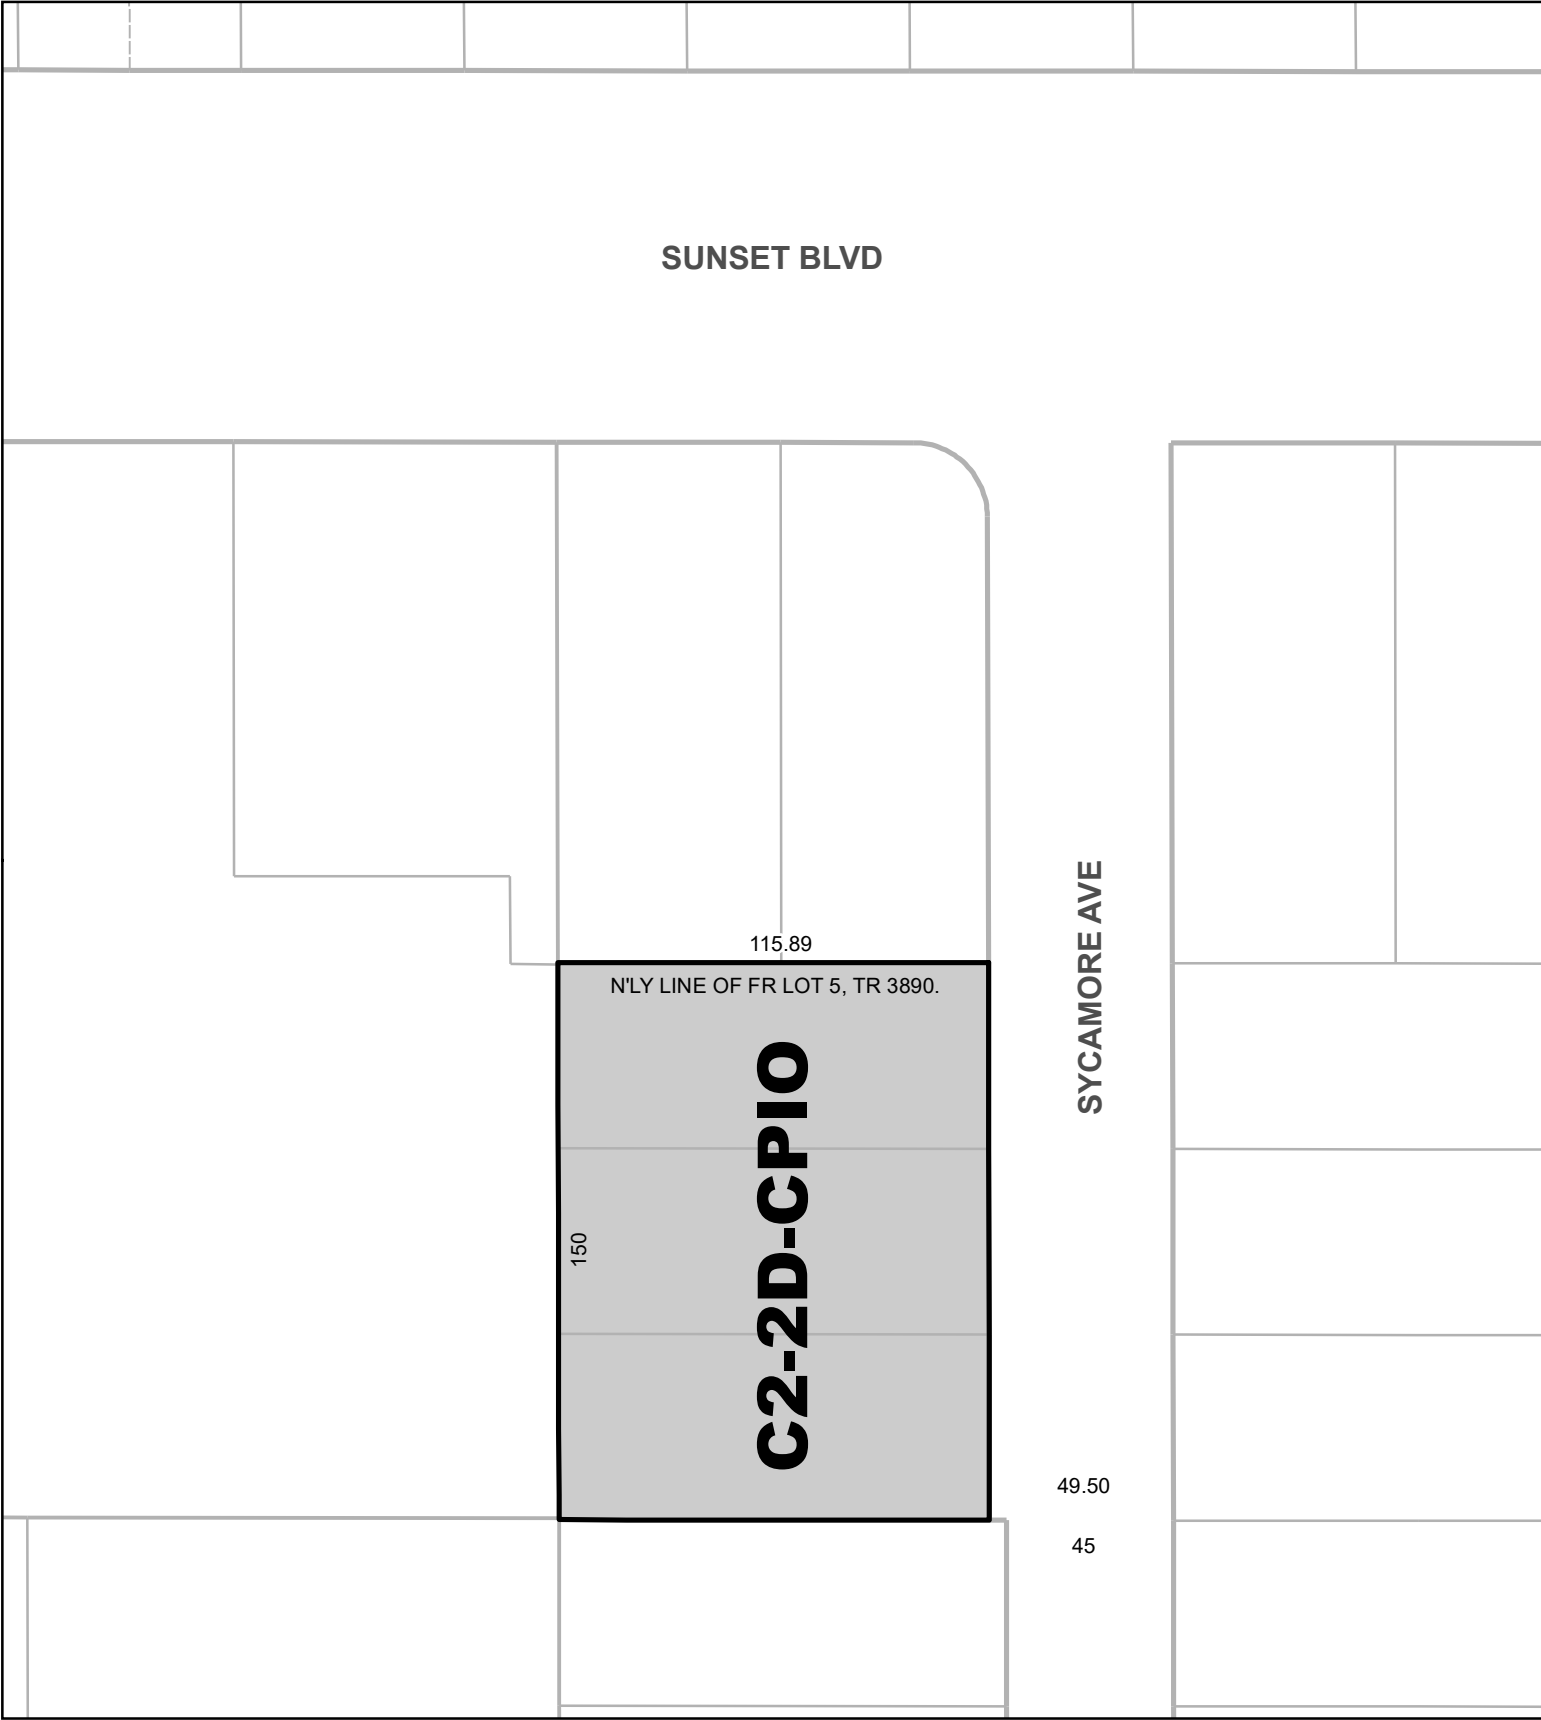 SUNSET BLVD
115.89
N'LY LINE OF FR LOT 5, TR 3890.
SYCAMORE AVE
C2-2D-CPIO
150
49.50
45